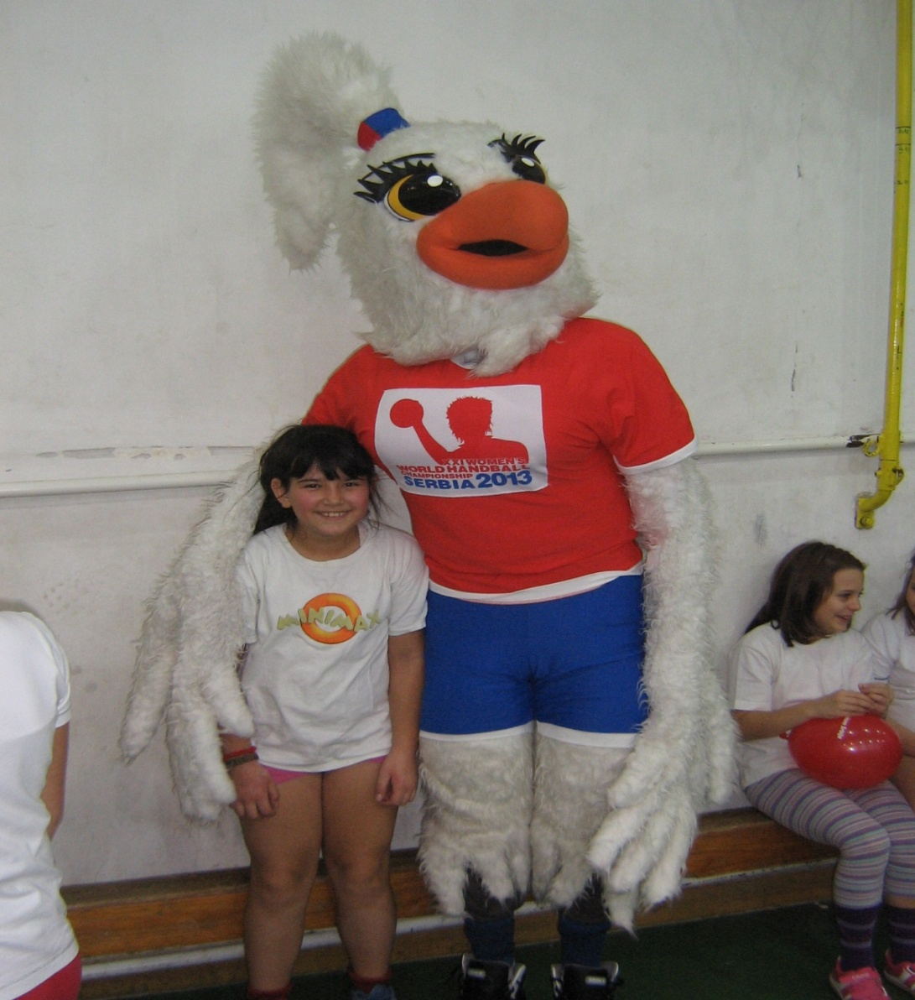 XXI WOMEN'S
WORLD HANDBALL
CHAMPIONSHIP
SERBIA 2013
MINIMAX